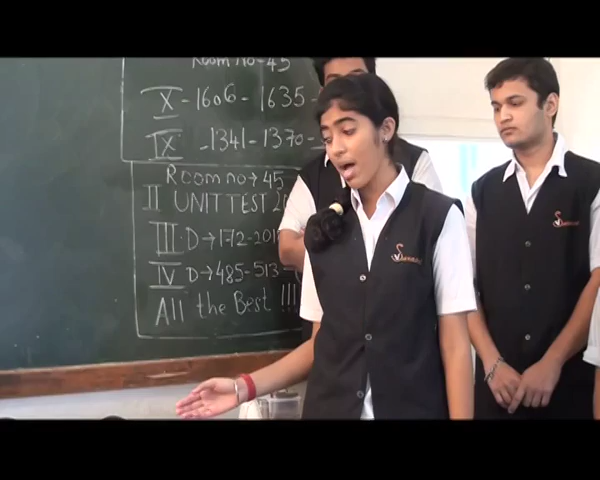 Room no-45
X - 1606 - 1635
IX - 1341 - 1370 -
Room no → 45
II UNIT TEST
III D → 172-201
IV D → 485-513
All the Best !!!